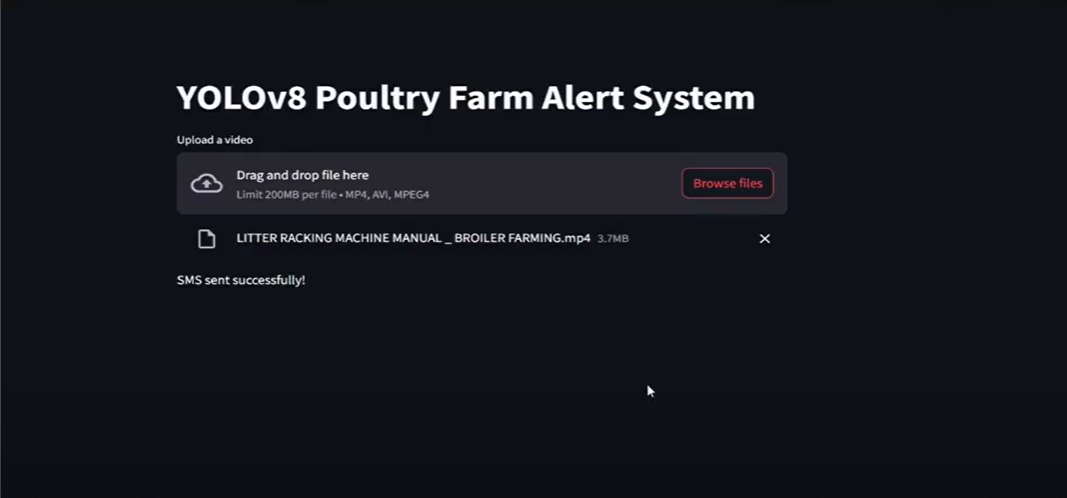 YOLOv8 Poultry Farm Alert System
Upload a video
Drag and drop file here
Limit 200MB per file • MP4, AVI, MPEG4
Browse files
LITTER RACKING MACHINE MANUAL _ BROILER FARMING.mp4 3.7MB
SMS sent successfully!